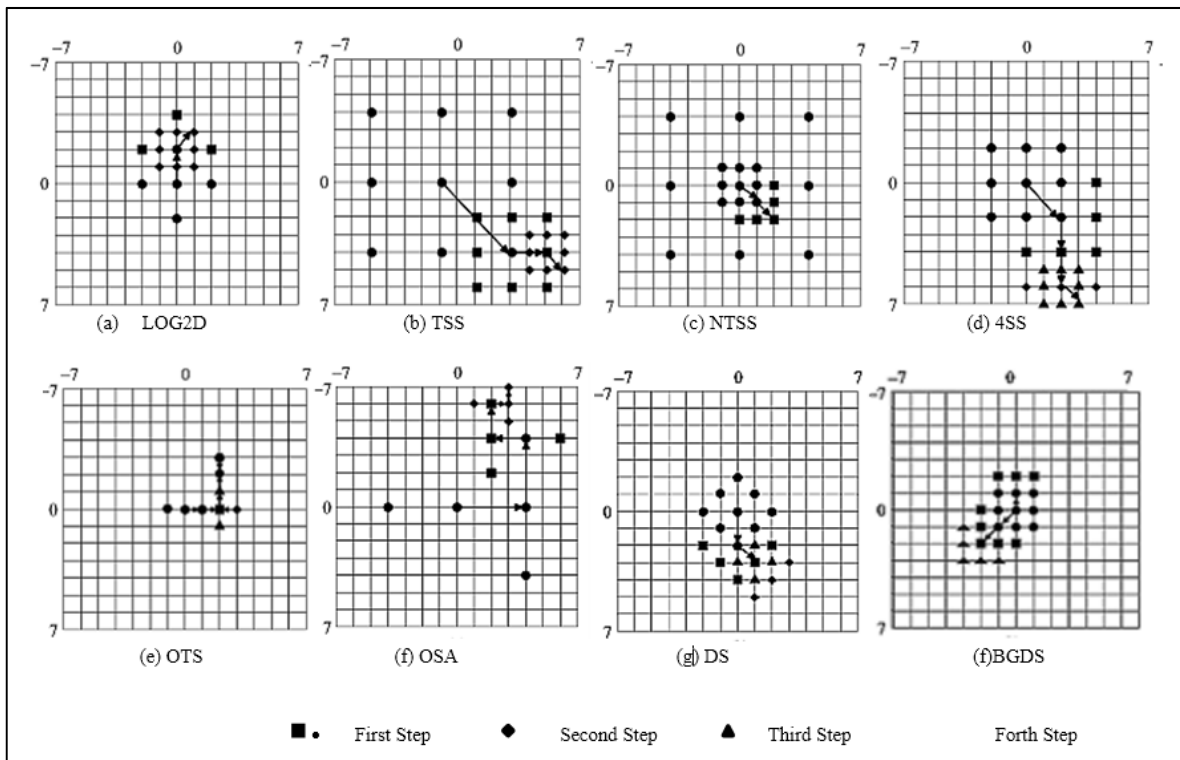 −7 0 7 −7 0 7 −7 0 7 −7 0 7
−7 −7 −7 −7
0 0 0 0
7 7 7 7
(a) LOG2D (b) TSS (c) NTSS (d) 4SS
−7 0 7 −7 0 7 −7 0 7 −7 0 7
−7 −7 −7 −7
0 0 0 0
7 7 7 7
(e) OTS (f) OSA (g) DS (f)BGDS
First Step Second Step Third Step Forth Step